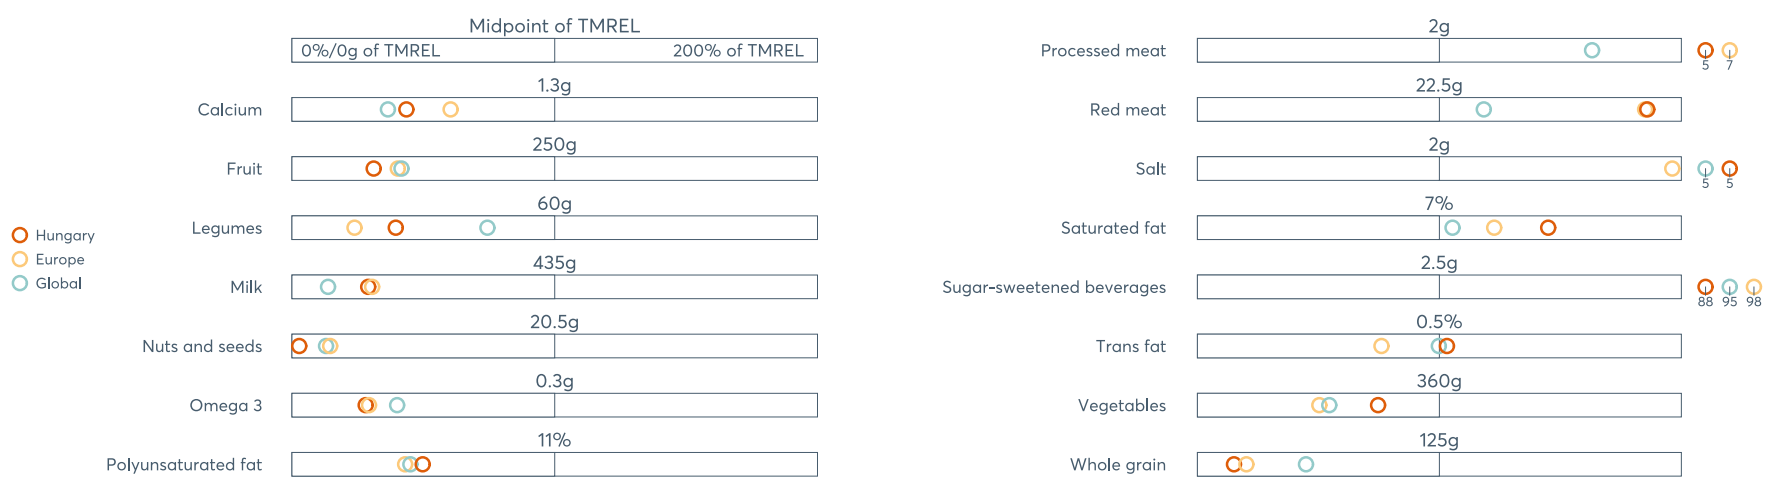 Midpoint of TMREL
0%/0g of TMREL 200% of TMREL
1.3g
Calcium
250g
Fruit
60g
Legumes
435g
Milk
20.5g
Nuts and seeds
0.3g
Omega 3
11%
Polyunsaturated fat
Hungary
Europe
Global
2g
Processed meat
5 7
22.5g
Red meat
2g
Salt
5 5
7%
Saturated fat
2.5g
Sugar-sweetened beverages
88 95 98
0.5%
Trans fat
360g
Vegetables
125g
Whole grain